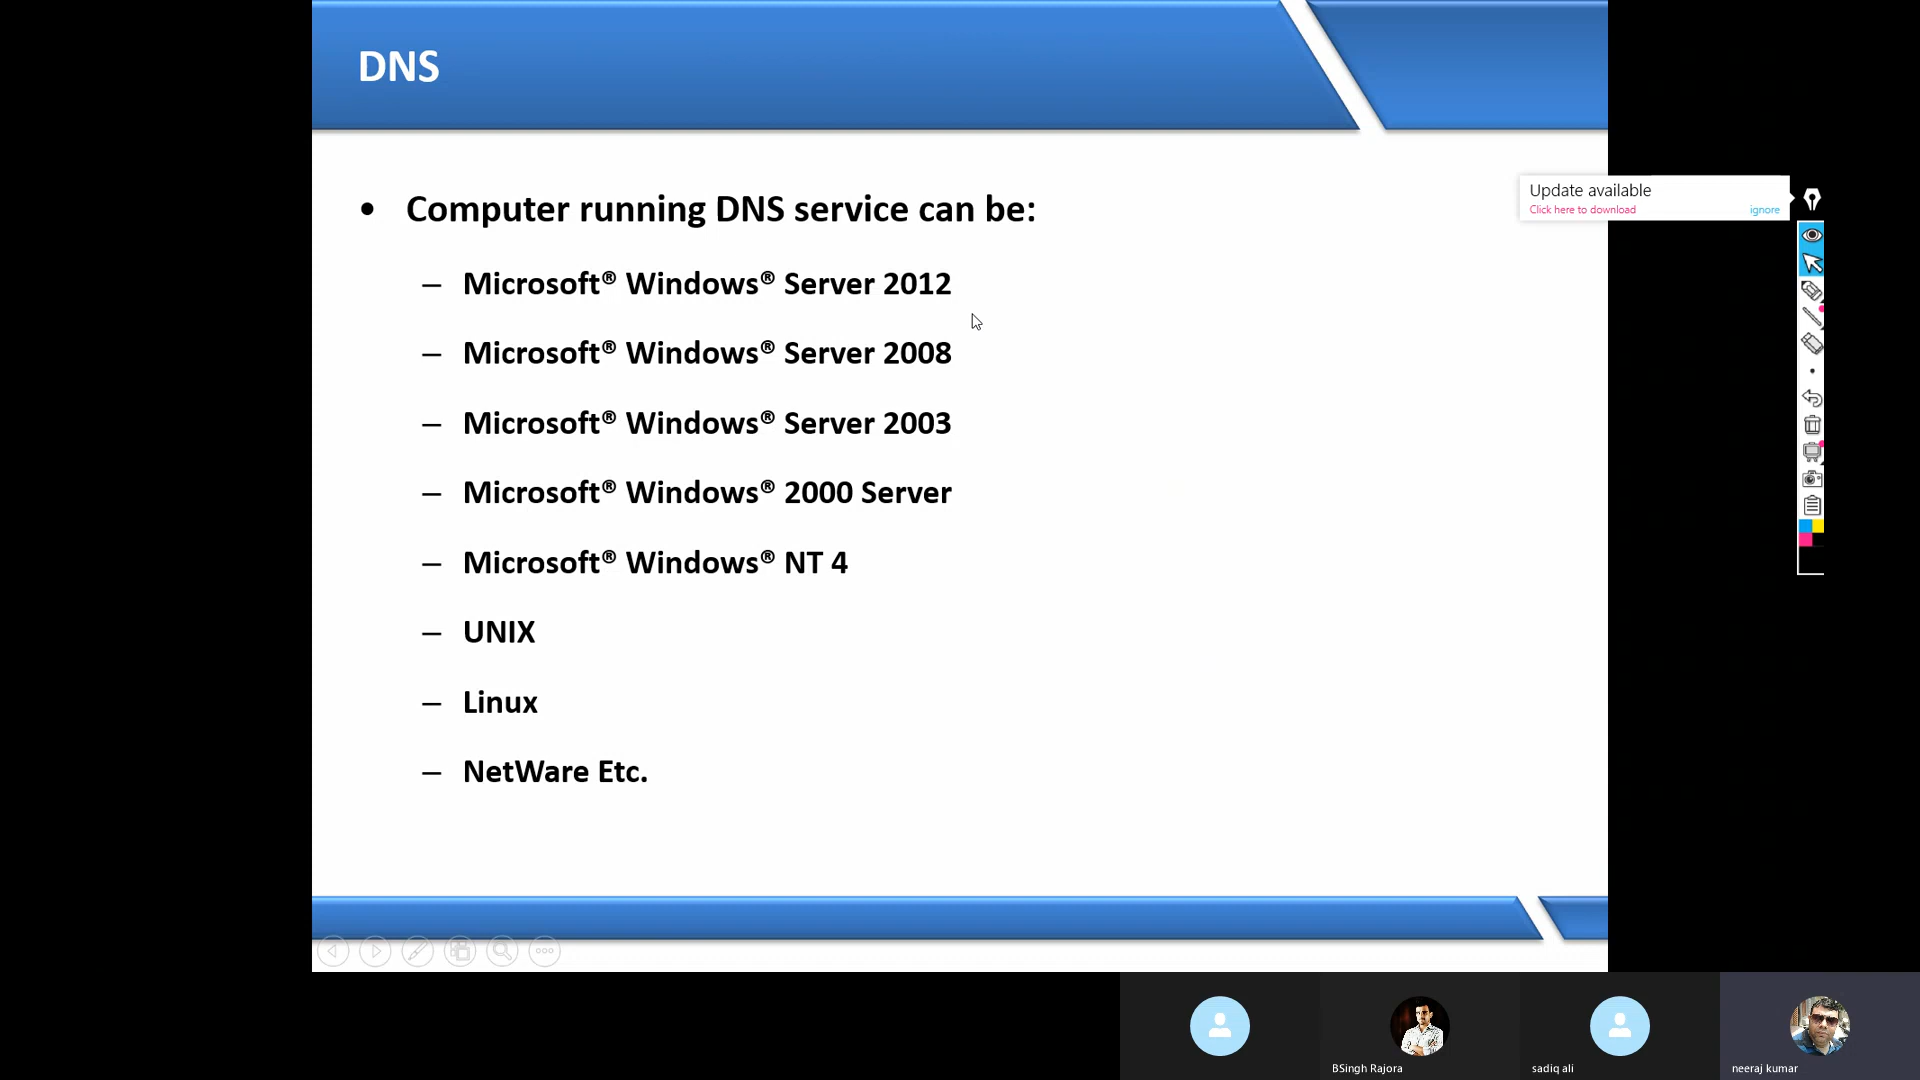 DNS
• Computer running DNS service can be:
– Microsoft® Windows® Server 2012
– Microsoft® Windows® Server 2008
– Microsoft® Windows® Server 2003
– Microsoft® Windows® 2000 Server
– Microsoft® Windows® NT 4
– UNIX
– Linux
– NetWare Etc.
Update available
Click here to download ignore
BSingh Rajora
sadiq ali
neeraj kumar